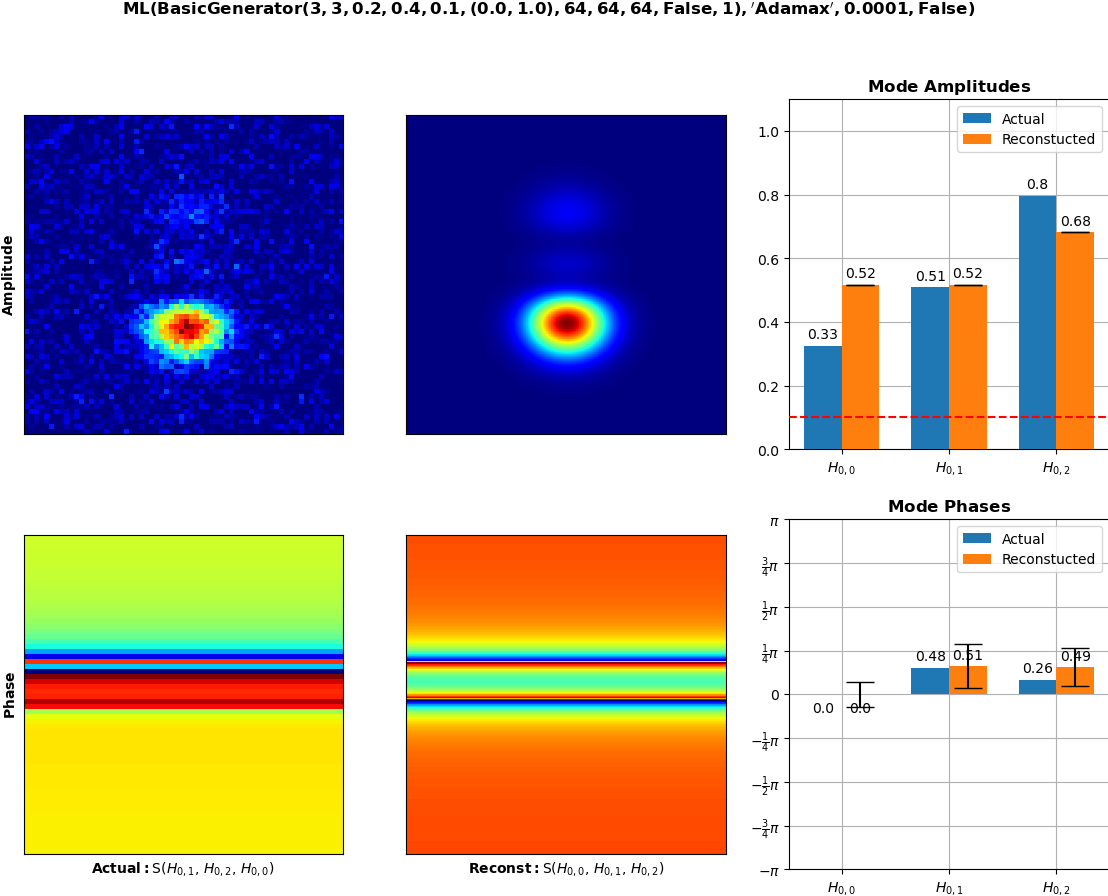 ML(BasicGenerator(3, 3, 0.2, 0.4, 0.1, (0.0, 1.0), 64, 64, 64, False, 1), ′Adamax′, 0.0001, False)
Amplitude
Mode Amplitudes
Actual
Reconstucted
1.0
0.8
0.6
0.4
0.2
0.0
0.33
0.52
0.51
0.52
0.8
0.68
H0,0
H0,1
H0,2
Phase
Actual: S(H0,1, H0,2, H0,0)
Reconst: S(H0,0, H0,1, H0,2)
Mode Phases
Actual
Reconstucted
π
3/4π
1/2π
1/4π
0
−1/4π
−1/2π
−3/4π
−π
0.0
0.0
0.48
0.51
0.26
0.49
H0,0
H0,1
H0,2